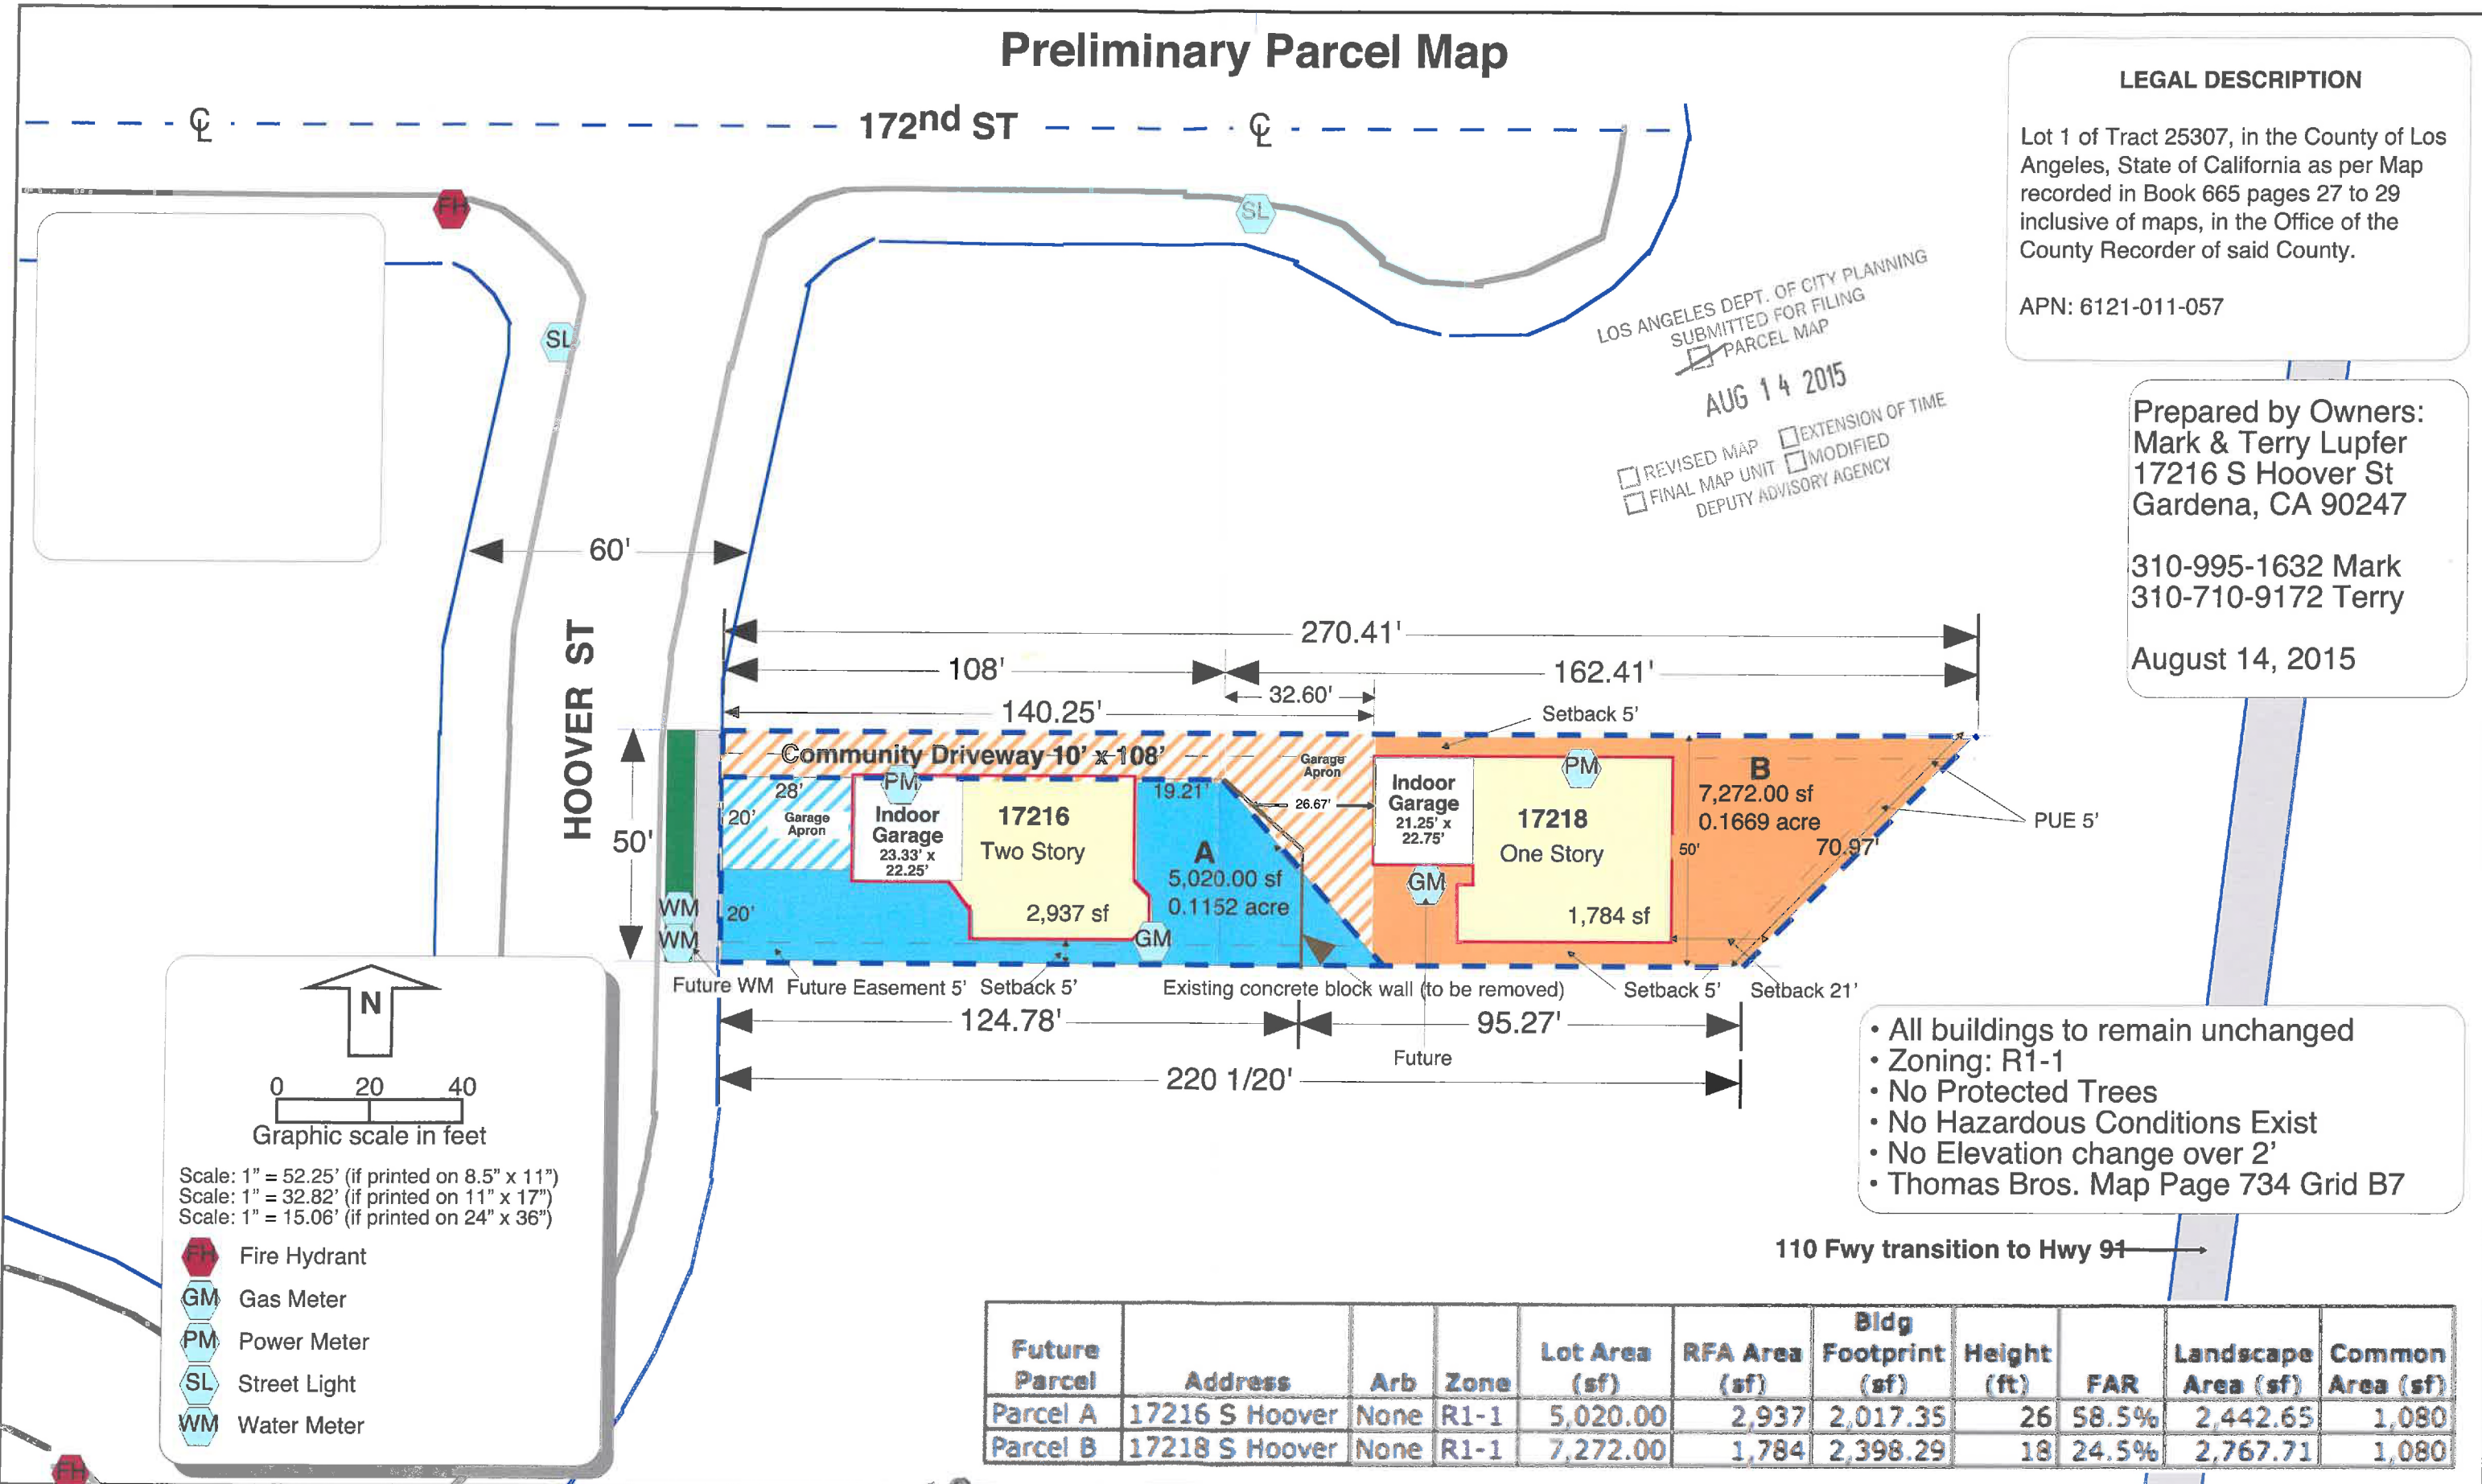 Preliminary Parcel Map
℄
172nd ST
℄
LEGAL DESCRIPTION
Lot 1 of Tract 25307, in the County of Los
Angeles, State of California as per Map
recorded in Book 665 pages 27 to 29
inclusive of maps, in the Office of the
County Recorder of said County.
APN: 6121-011-057
FH
SL
SL
LOS ANGELES DEPT. OF CITY PLANNING
SUBMITTED FOR FILING
PARCEL MAP
AUG 14 2015
REVISED MAP EXTENSION OF TIME
FINAL MAP UNIT MODIFIED
DEPUTY ADVISORY AGENCY
Prepared by Owners:
Mark & Terry Lupfer
17216 S Hoover St
Gardena, CA 90247
310-995-1632 Mark
310-710-9172 Terry
August 14, 2015
60'
HOOVER ST
270.41'
108'
162.41'
32.60'
140.25'
Setback 5'
Community Driveway 10' x 108'
50'
28'
20'
Garage
Apron
20'
PM
Indoor
Garage
23.33' x
22.25'
17216
Two Story
2,937 sf
19.21'
A
5,020.00 sf
0.1152 acre
GM
Garage
Apron
26.67'
Indoor
Garage
21.25' x
22.75'
GM
PM
17218
One Story
1,784 sf
50'
B
7,272.00 sf
0.1669 acre
70.97'
PUE 5'
WM
WM
Future WM
Future Easement 5'
Setback 5'
Existing concrete block wall (to be removed)
Setback 5'
Setback 21'
124.78'
95.27'
Future
220 1/20'
N
0 20 40
Graphic scale in feet
Scale: 1" = 52.25' (if printed on 8.5" x 11")
Scale: 1" = 32.82' (if printed on 11" x 17")
Scale: 1" = 15.06' (if printed on 24" x 36")
FH Fire Hydrant
GM Gas Meter
PM Power Meter
SL Street Light
WM Water Meter
FH
• All buildings to remain unchanged
• Zoning: R1-1
• No Protected Trees
• No Hazardous Conditions Exist
• No Elevation change over 2'
• Thomas Bros. Map Page 734 Grid B7
110 Fwy transition to Hwy 91
Future Parcel Address Arb Zone Lot Area (sf) RFA Area (sf) Bldg Footprint (sf) Height (ft) FAR Landscape Area (sf) Common Area (sf)
Parcel A 17216 S Hoover None R1-1 5,020.00 2,937 2,017.35 26 58.5% 2,442.65 1,080
Parcel B 17218 S Hoover None R1-1 7,272.00 1,784 2,398.29 18 24.5% 2,767.71 1,080